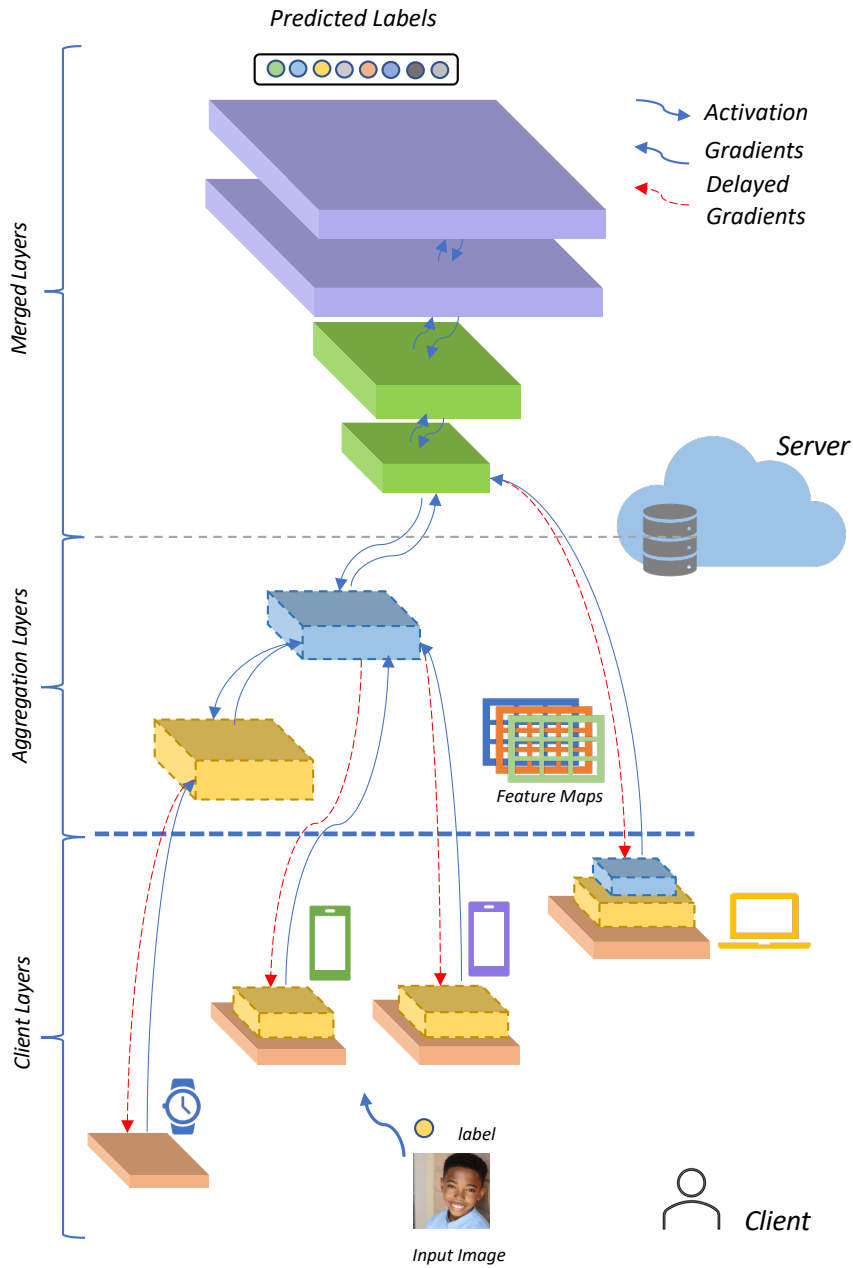 Predicted Labels
Activation
Gradients
Delayed
Gradients
Merged Layers
Server
Aggregation Layers
Feature Maps
Client Layers
label
Input Image
Client